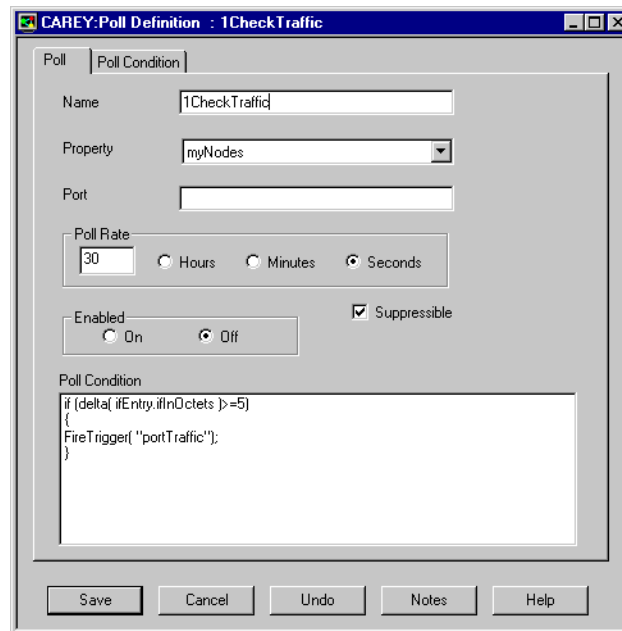 CAREY:Poll Definition : 1CheckTraffic
Poll Poll Condition
Name 1CheckTraffic
Property myNodes
Port
Poll Rate
30 Hours Minutes Seconds
Enabled
On Off
Suppressible
Poll Condition
if (delta( ifEntry.ifInOctets )>=5)
{
FireTrigger( "portTraffic");
}
Save Cancel Undo Notes Help